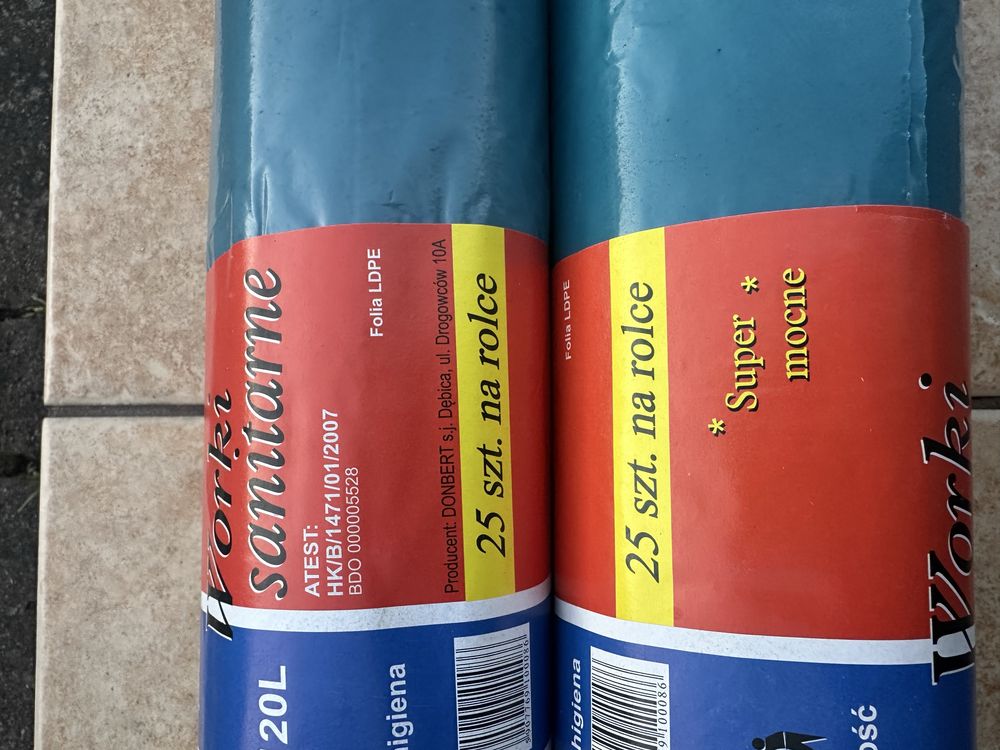 Worki
sanitarne
Folia LDPE
ATEST:
HK/B/1471/01/2007
BDO 000005528
Producent: DONBERT s.j. Dębica, ul. Drogowców 10A
25 szt. na rolce
20L
higiena
Folia LDPE
25 szt. na rolce
* Super *
mocne
Worki
higiena
9100086